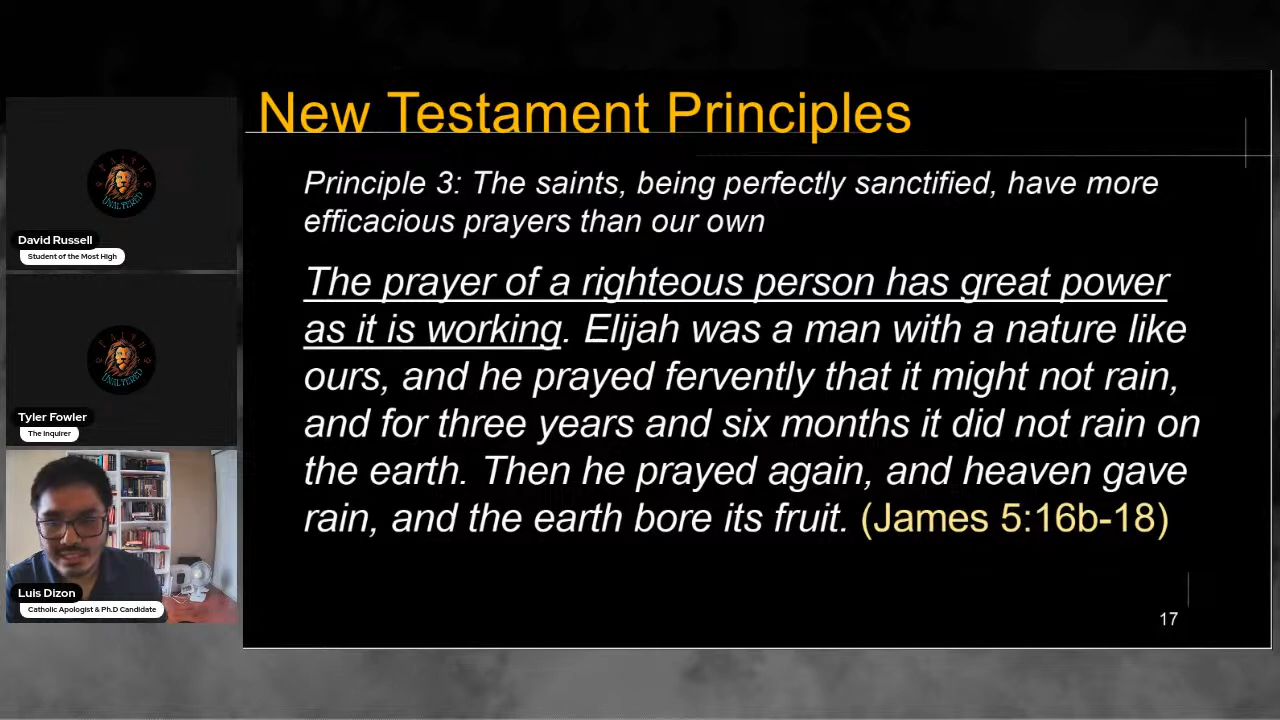 New Testament Principles
Principle 3: The saints, being perfectly sanctified, have more
efficacious prayers than our own
The prayer of a righteous person has great power
as it is working. Elijah was a man with a nature like
ours, and he prayed fervently that it might not rain,
and for three years and six months it did not rain on
the earth. Then he prayed again, and heaven gave
rain, and the earth bore its fruit. (James 5:16b-18)
17
FAITH
UNALTERED
David Russell
Student of the Most High
FAITH
UNALTERED
Tyler Fowler
The Inquirer
Luis Dizon
Catholic Apologist & Ph.D Candidate